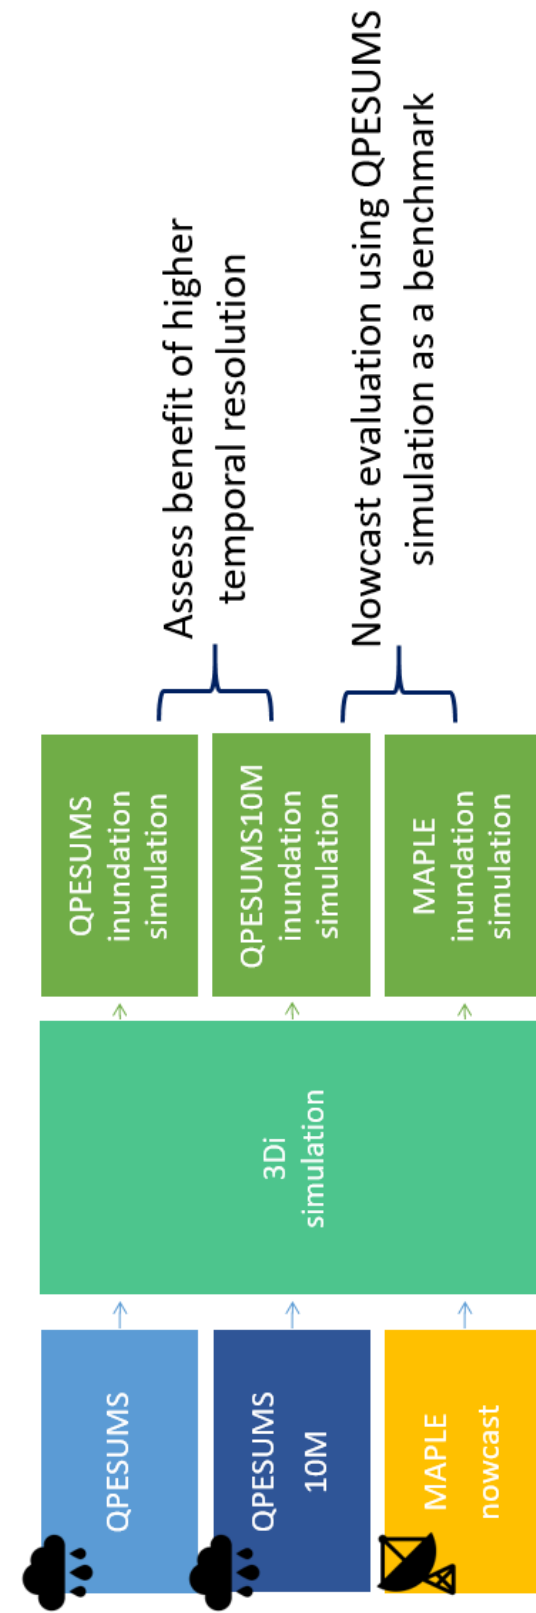 QPESUMS
QPESUMS
10M
MAPLE
nowcast
3Di
simulation
QPESUMS
inundation
simulation
QPESUMS10M
inundation
simulation
MAPLE
inundation
simulation
Assess benefit of higher
temporal resolution
Nowcast evaluation using QPESUMS
simulation as a benchmark